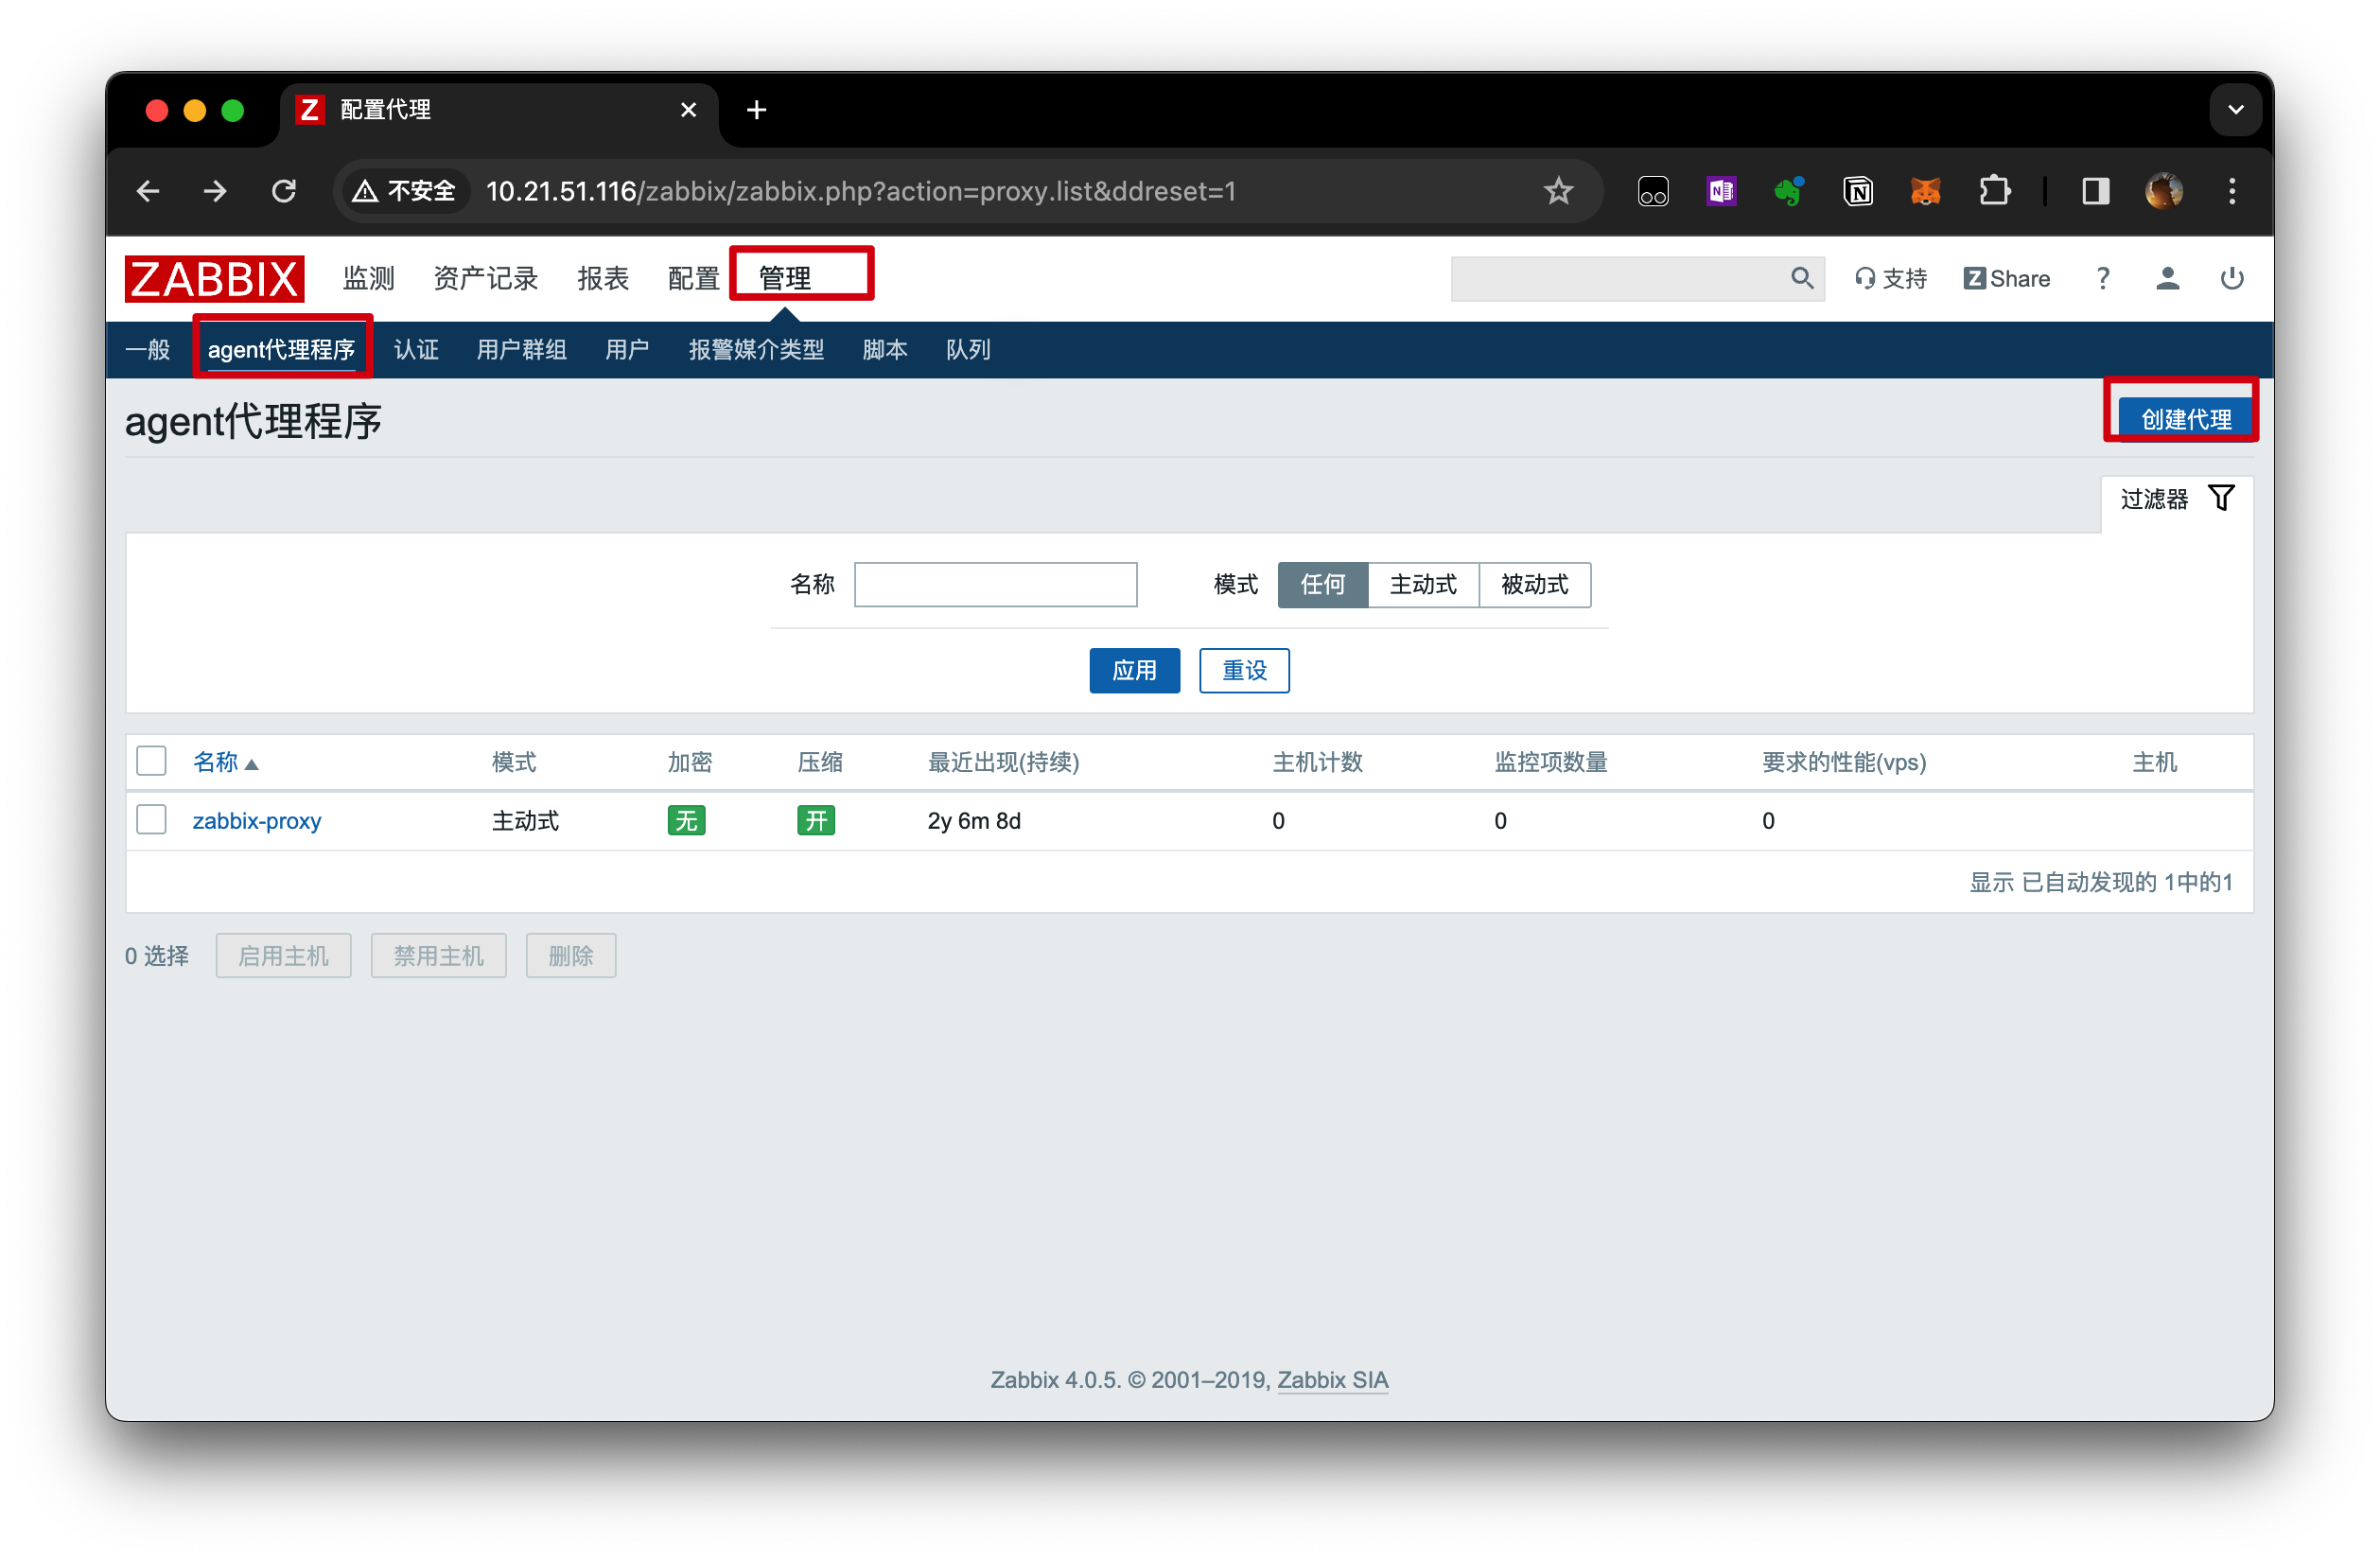 Z 配置代理
不安全 10.21.51.116/zabbix/zabbix.php?action=proxy.list&ddreset=1
ZABBIX 监测 资产记录 报表 配置 管理 支持 Z Share ?
一般 agent代理程序 认证 用户群组 用户 报警媒介类型 脚本 队列
agent代理程序 创建代理
过滤器
名称 模式 任何 主动式 被动式
应用 重设
名称 模式 加密 压缩 最近出现(持续) 主机计数 监控项数量 要求的性能(vps) 主机
zabbix-proxy 主动式 无 开 2y 6m 8d 0 0 0
显示 已自动发现的 1中的1
0 选择 启用主机 禁用主机 删除
Zabbix 4.0.5. © 2001–2019, Zabbix SIA